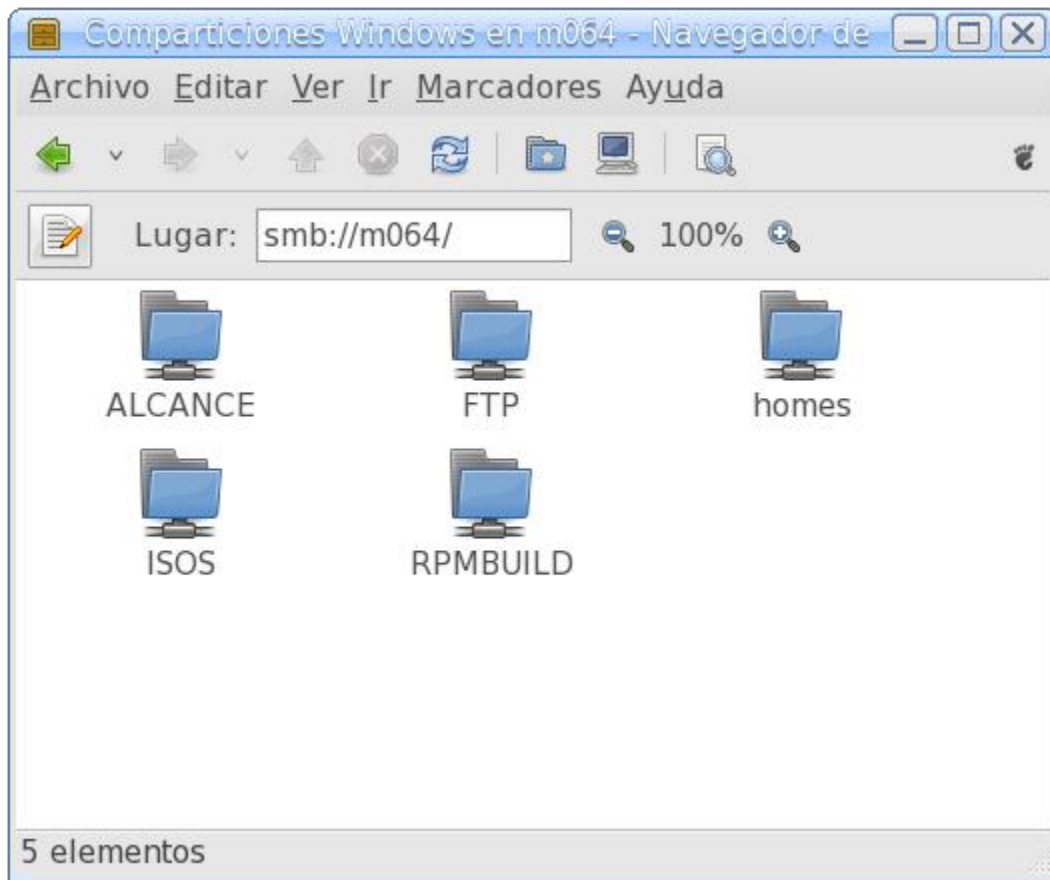 Comparticiones Windows en m064 - Navegador de
Archivo Editar Ver Ir Marcadores Ayuda
Lugar: smb://m064/ 100%
ALCANCE FTP homes
ISOS RPMBUILD
5 elementos